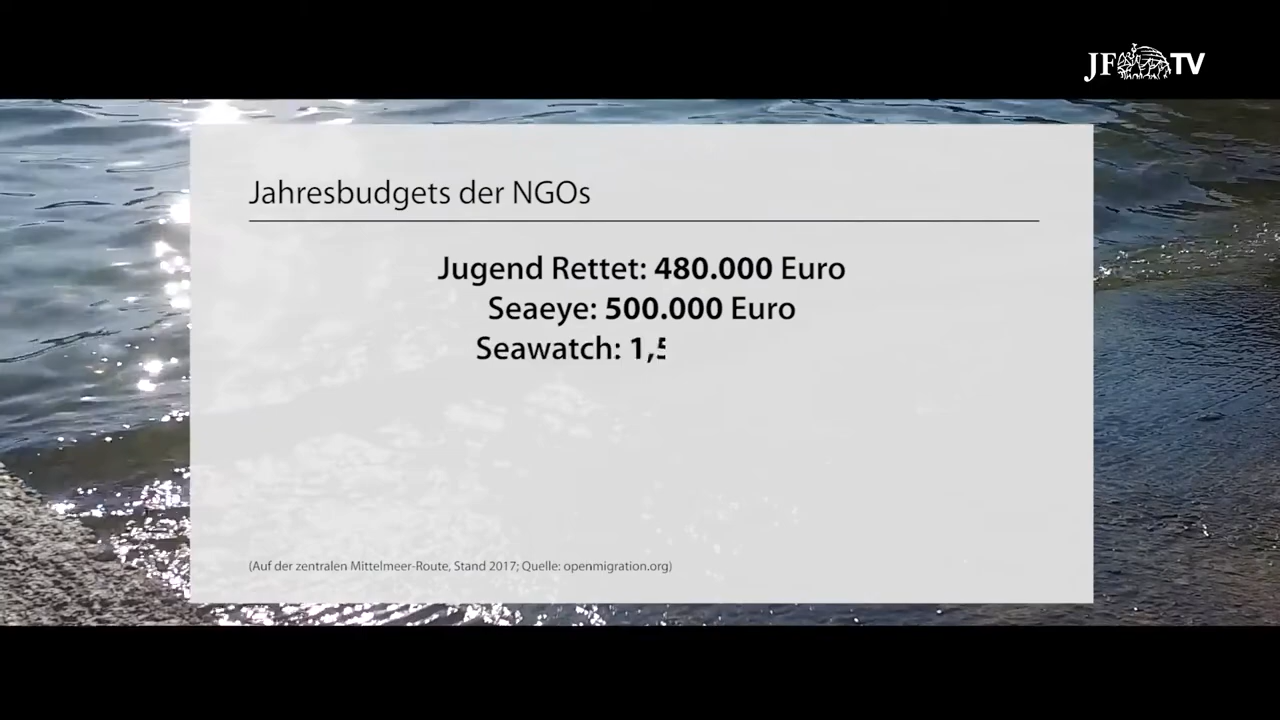 JF TV
Jahresbudgets der NGOs
Jugend Rettet: 480.000 Euro
Seaeye: 500.000 Euro
Seawatch: 1,5
(Auf der zentralen Mittelmeer-Route, Stand 2017; Quelle: openmigration.org)